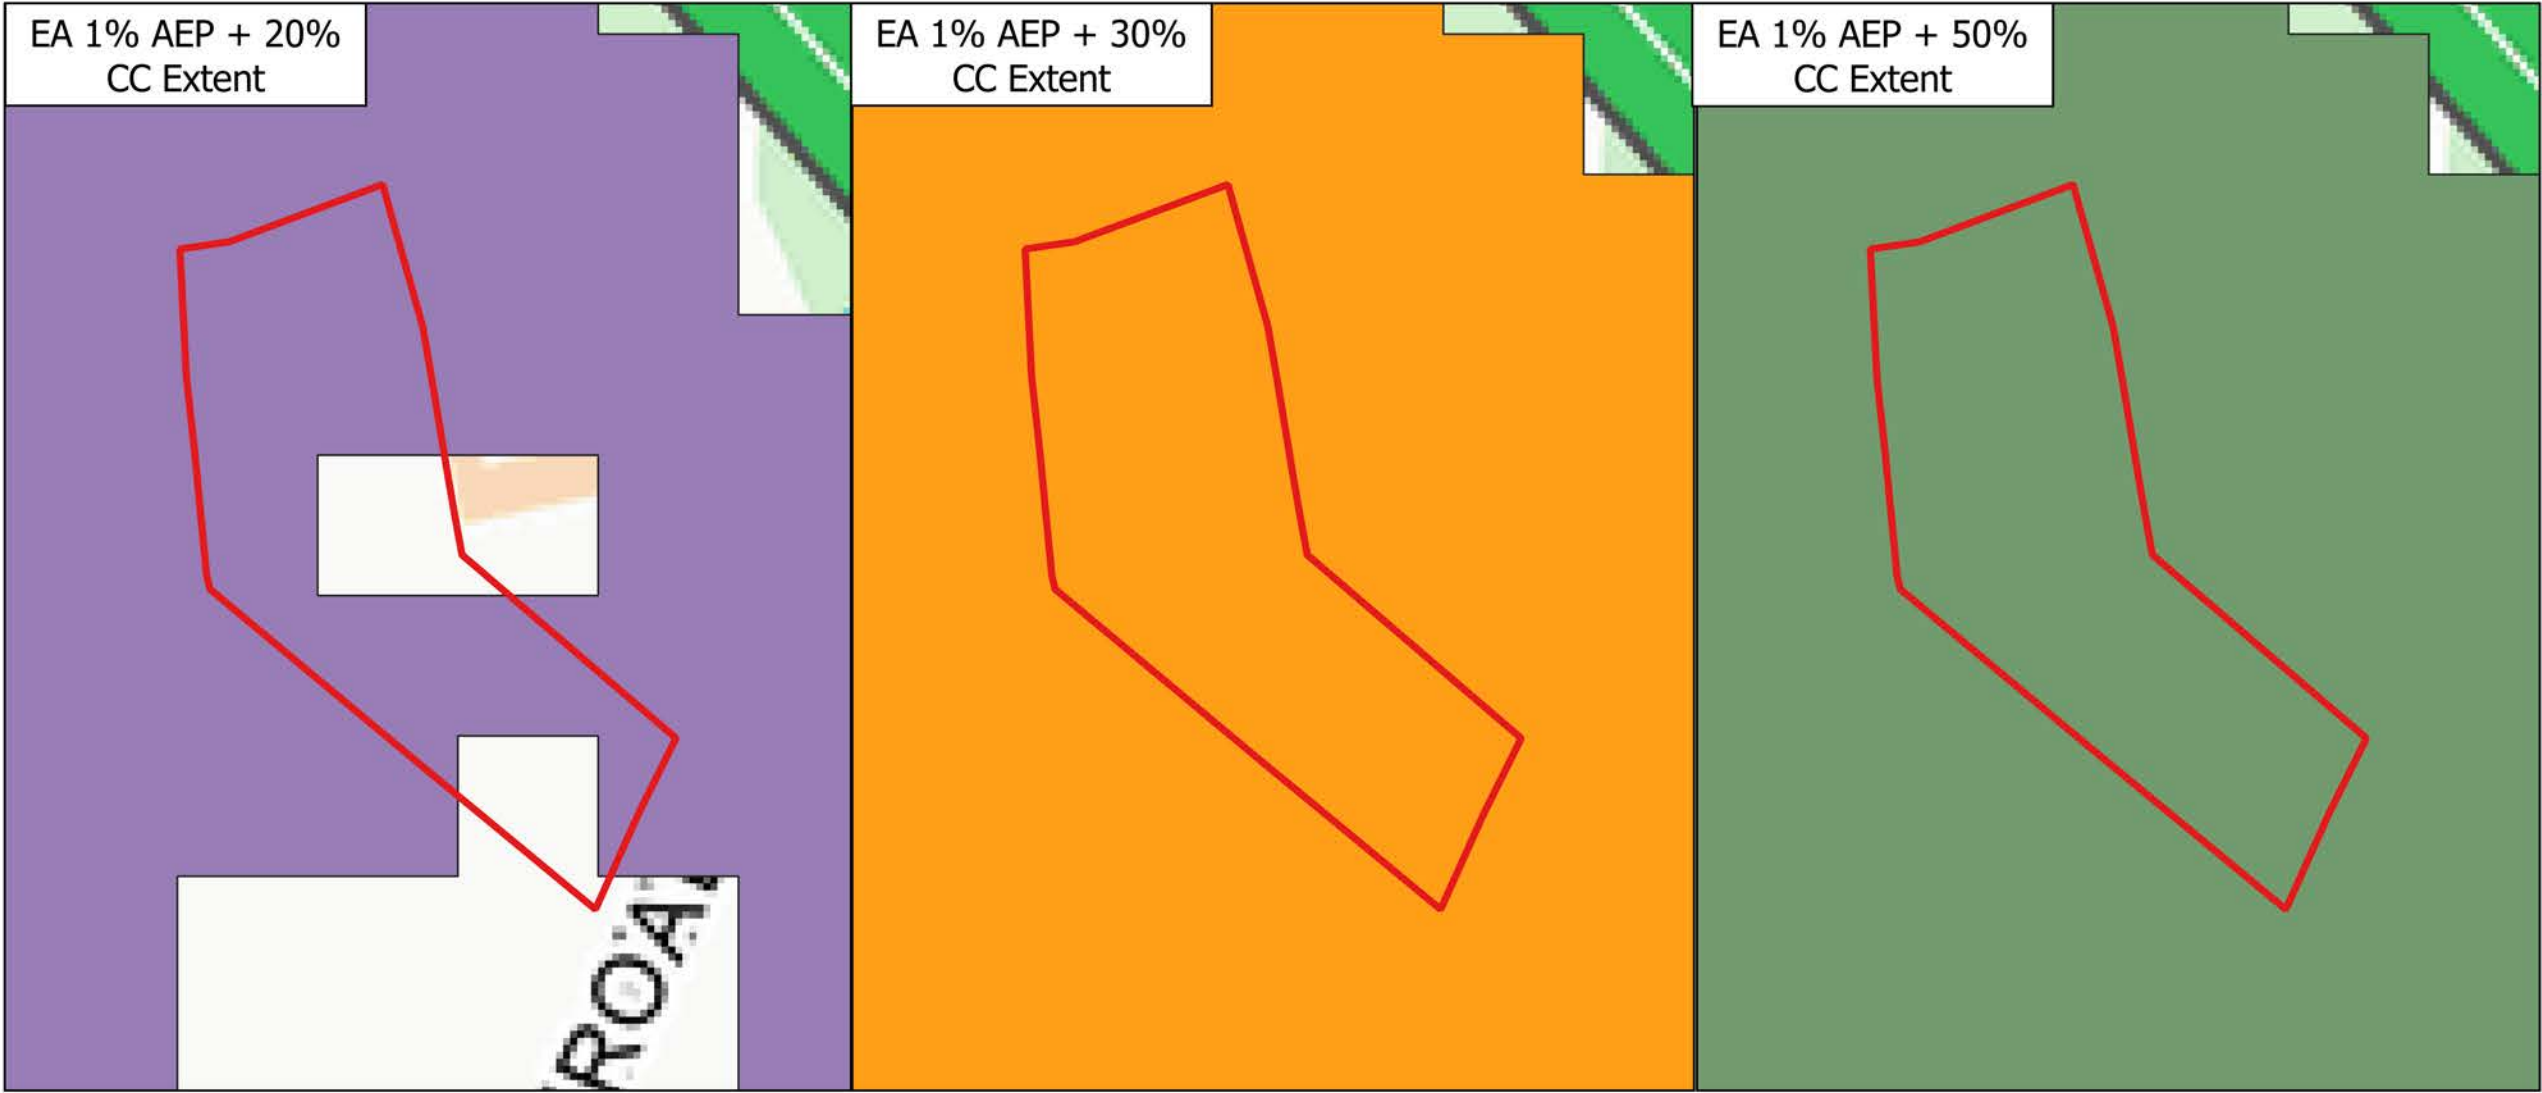 EA 1% AEP + 20%
CC Extent
EA 1% AEP + 30%
CC Extent
EA 1% AEP + 50%
CC Extent
ROA